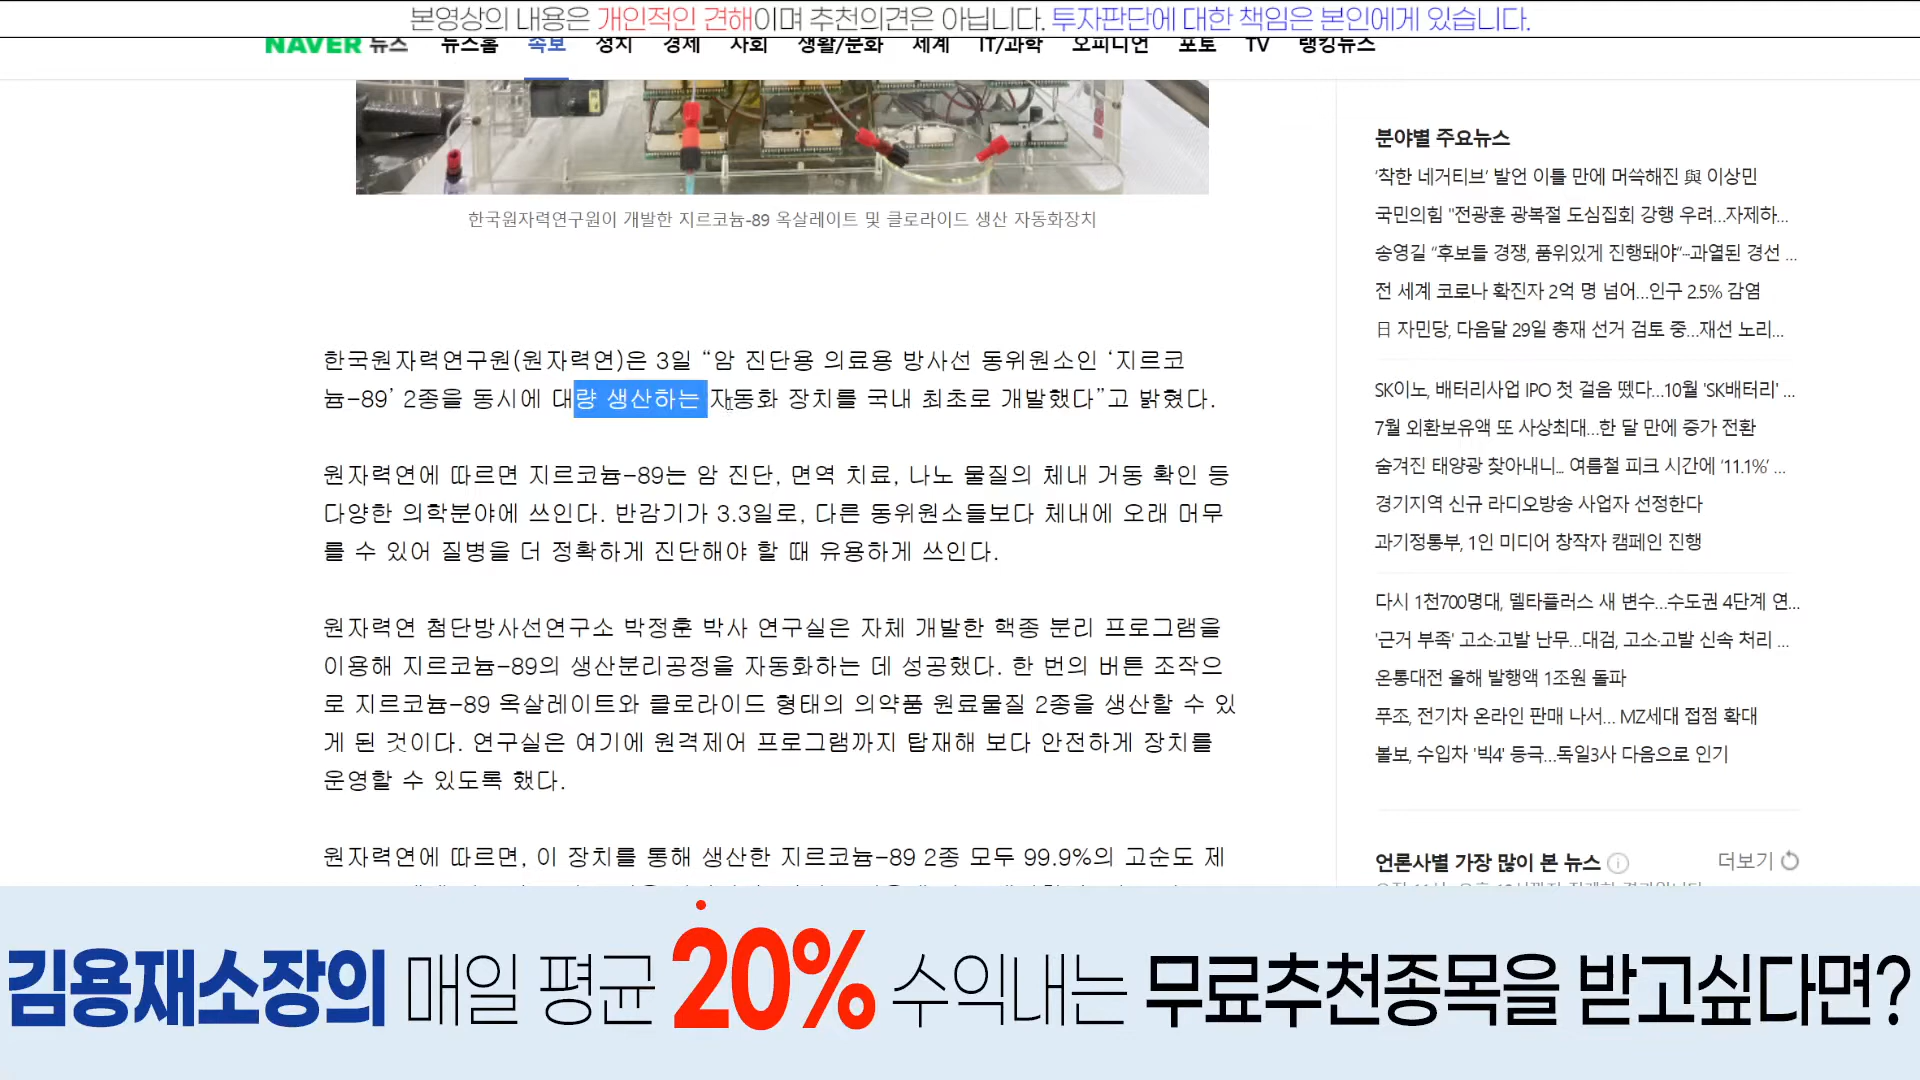 본영상의 내용은 개인적인 견해이며 추천의견은 아닙니다. 투자판단에 대한 책임은 본인에게 있습니다.
NAVER 뉴스 뉴스홈 속보 정치 경제 사회 생활/문화 세계 IT/과학 오피니언 포토 TV 랭킹뉴스
한국원자력연구원이 개발한 지르코늄-89 옥살레이트 및 클로라이드 생산 자동화장치
한국원자력연구원(원자력연)은 3일 “암 진단용 의료용 방사선 동위원소인 ‘지르코
늄-89’ 2종을 동시에 대량 생산하는 자동화 장치를 국내 최초로 개발했다”고 밝혔다.
원자력연에 따르면 지르코늄-89는 암 진단, 면역 치료, 나노 물질의 체내 거동 확인 등
다양한 의학분야에 쓰인다. 반감기가 3.3일로, 다른 동위원소들보다 체내에 오래 머무
를 수 있어 질병을 더 정확하게 진단해야 할 때 유용하게 쓰인다.
원자력연 첨단방사선연구소 박정훈 박사 연구실은 자체 개발한 핵종 분리 프로그램을
이용해 지르코늄-89의 생산분리공정을 자동화하는 데 성공했다. 한 번의 버튼 조작으
로 지르코늄-89 옥살레이트와 클로라이드 형태의 의약품 원료물질 2종을 생산할 수 있
게 된 것이다. 연구실은 여기에 원격제어 프로그램까지 탑재해 보다 안전하게 장치를
운영할 수 있도록 했다.
원자력연에 따르면, 이 장치를 통해 생산한 지르코늄-89 2종 모두 99.9%의 고순도 제
분야별 주요뉴스
‘착한 네거티브’ 발언 이틀 만에 머쓱해진 與 이상민
국민의힘 "전광훈 광복절 도심집회 강행 우려...자제하...
송영길 “후보들 경쟁, 품위있게 진행돼야”…과열된 경선 ...
전 세계 코로나 확진자 2억 명 넘어...인구 2.5% 감염
日 자민당, 다음달 29일 총재 선거 검토 중...재선 노리...
SK이노, 배터리사업 IPO 첫 걸음 뗐다...10월 'SK배터리' ...
7월 외환보유액 또 사상최대...한 달 만에 증가 전환
숨겨진 태양광 찾아내니... 여름철 피크 시간에 ‘11.1%’ ...
경기지역 신규 라디오방송 사업자 선정한다
과기정통부, 1인 미디어 창작자 캠페인 진행
다시 1천700명대, 델타플러스 새 변수...수도권 4단계 연...
'근거 부족' 고소·고발 난무...대검, 고소·고발 신속 처리 ...
온통대전 올해 발행액 1조원 돌파
푸조, 전기차 온라인 판매 나서... MZ세대 접점 확대
볼보, 수입차 '빅4' 등극...독일3사 다음으로 인기
언론사별 가장 많이 본 뉴스 더보기
김용재소장의 매일 평균 20% 수익내는 무료추천종목을 받고싶다면?